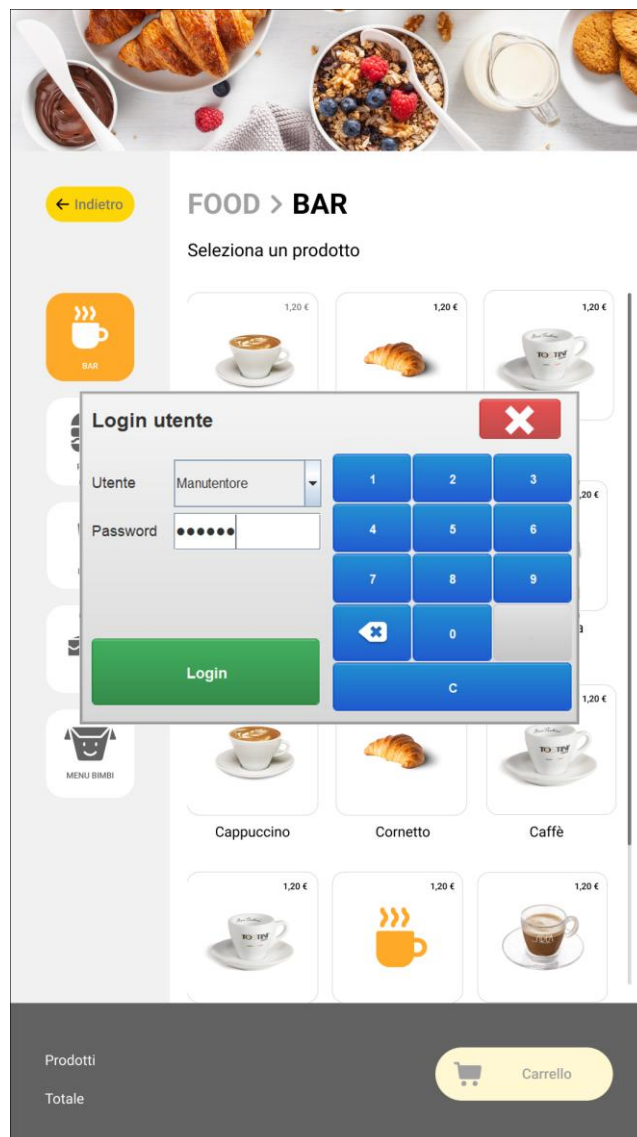 Indietro
FOOD > BAR
Seleziona un prodotto
BAR
1,20 €
1,20 €
1,20 €
Login utente
Utente
Manutentore
1
2
3
Password
●●●●●●
4
5
6
7
8
9
0
Login
C
,20 €
a
1,20 €
MENU BIMBI
Cappuccino
Cornetto
Caffè
1,20 €
1,20 €
1,20 €
Prodotti
Totale
Carrello